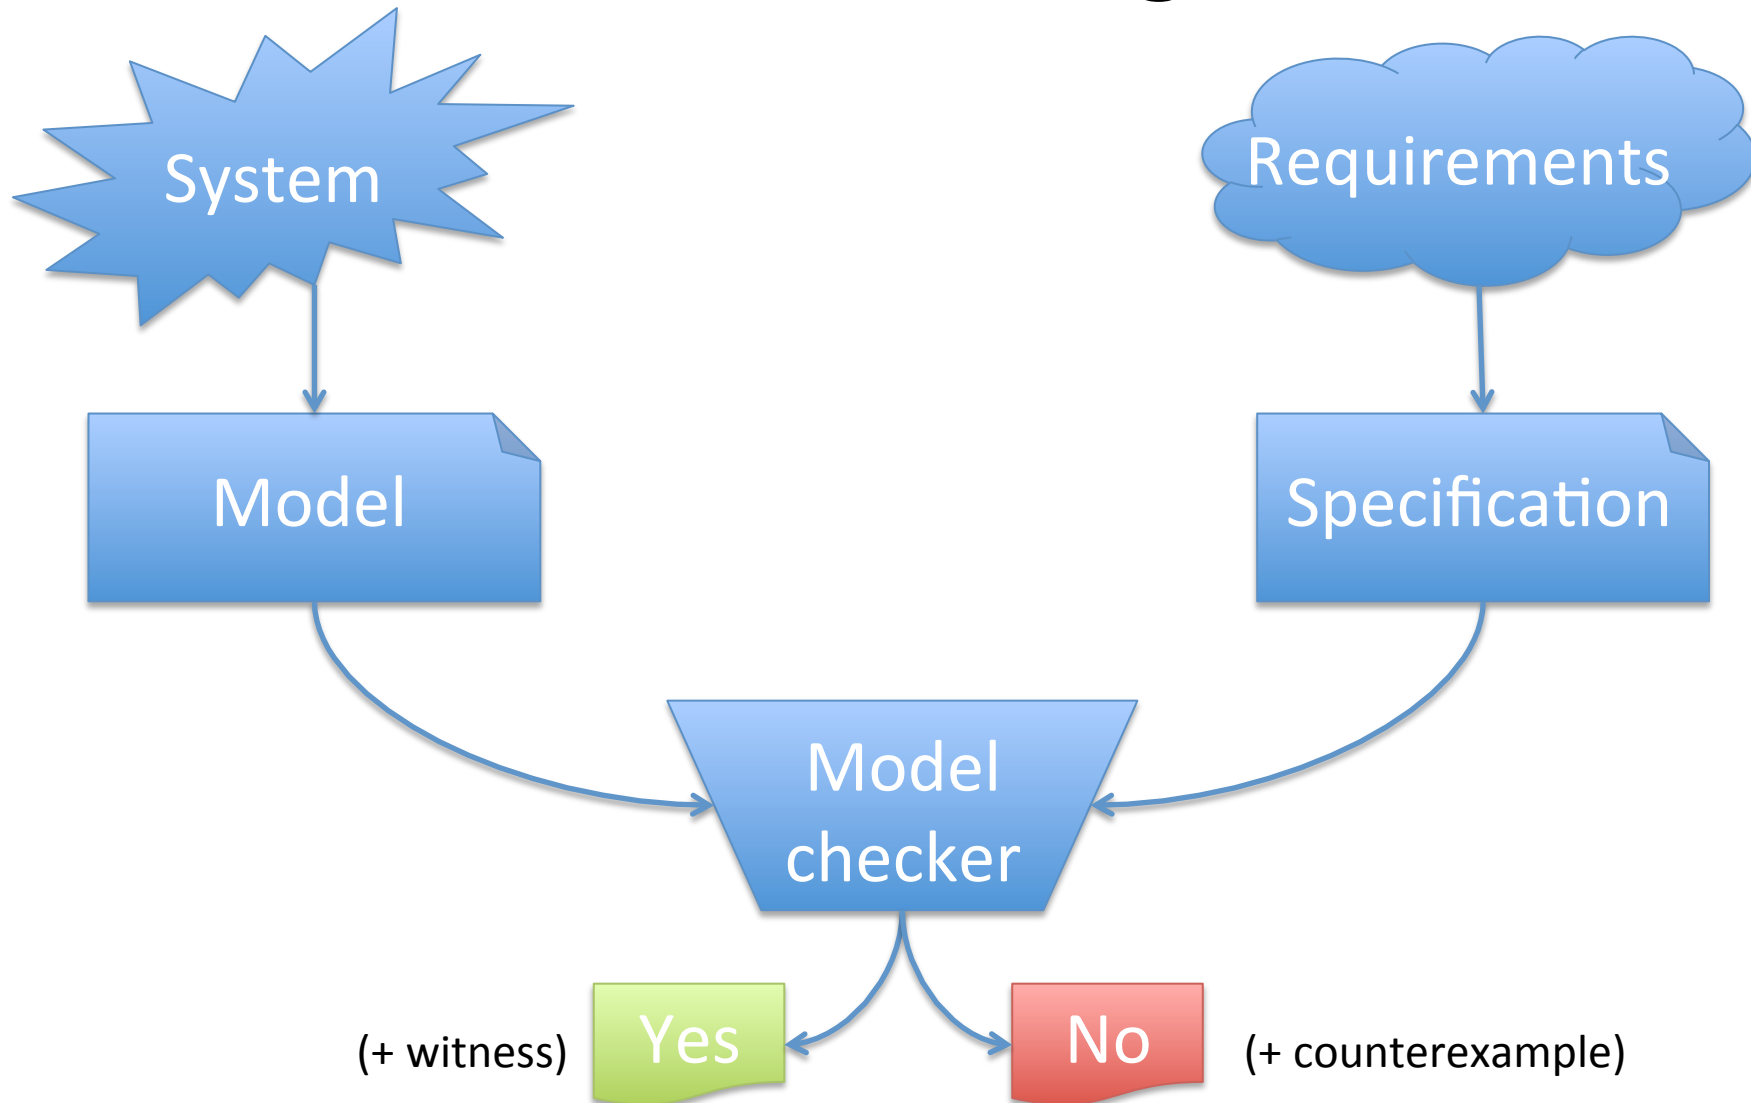 System
Requirements
Model
Specification
Model
checker
(+ witness)
Yes
No
(+ counterexample)